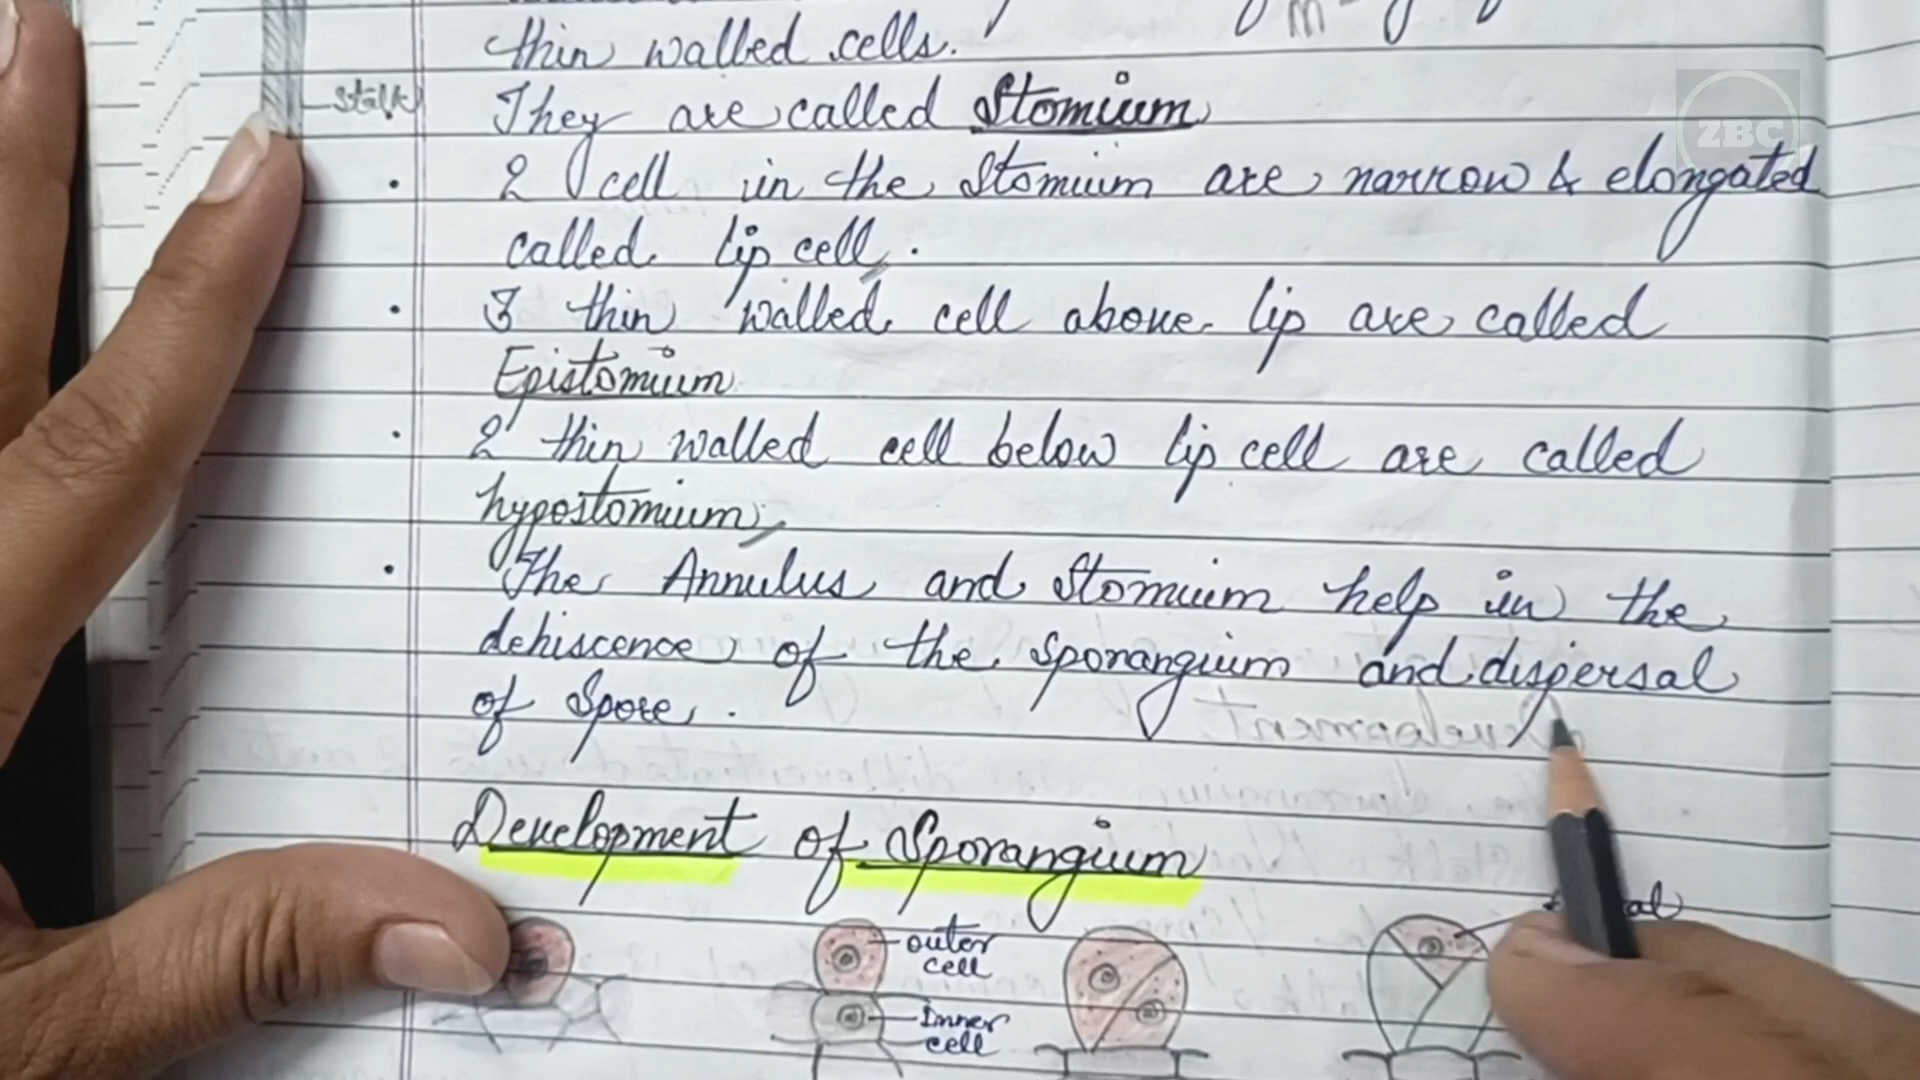 thin walled cells.
stalk
They are called Stomium
ZBC
2 cell in the Stomium are narrow & elongated
called lip cell.
3 thin walled cell above lip are called
Epistomium
2 thin walled cell below lip cell are called
hypostomium
The Annulus and Stomium help in the
dehiscence of the sporangium and dispersal
of Spore.
Development of Sporangium
outer
cell
Inner
cell